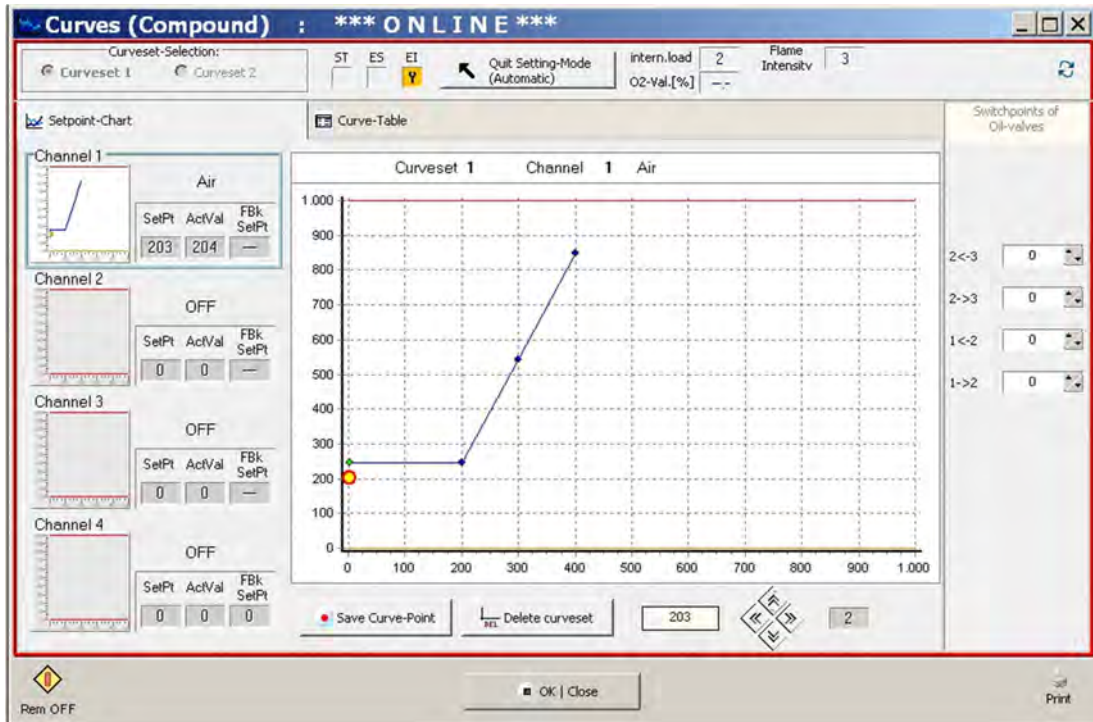 Curves (Compound) : *** O N L I N E ***
Curveset-Selection:
Curveset 1 Curveset 2
ST ES EI
Quit Setting-Mode
(Automatic)
intern.load 2
O2-Val.[%] --.-
Flame
Intensity 3
Setpoint-Chart
Curve-Table
Switchpoints of
Oil-valves
Channel 1
Air
SetPt ActVal FBk
SetPt
203 204 ---
Channel 2
OFF
SetPt ActVal FBk
SetPt
0 0 ---
Channel 3
OFF
SetPt ActVal FBk
SetPt
0 0 ---
Channel 4
OFF
SetPt ActVal FBk
SetPt
0 0 0
Curveset 1 Channel 1 Air
1.000
900
800
700
600
500
400
300
200
100
0
0 100 200 300 400 500 600 700 800 900 1.000
2<-3 0
2->3 0
1<-2 0
1->2 0
Save Curve-Point
DEL Delete curveset
203
2
Rem OFF
OK | Close
Print